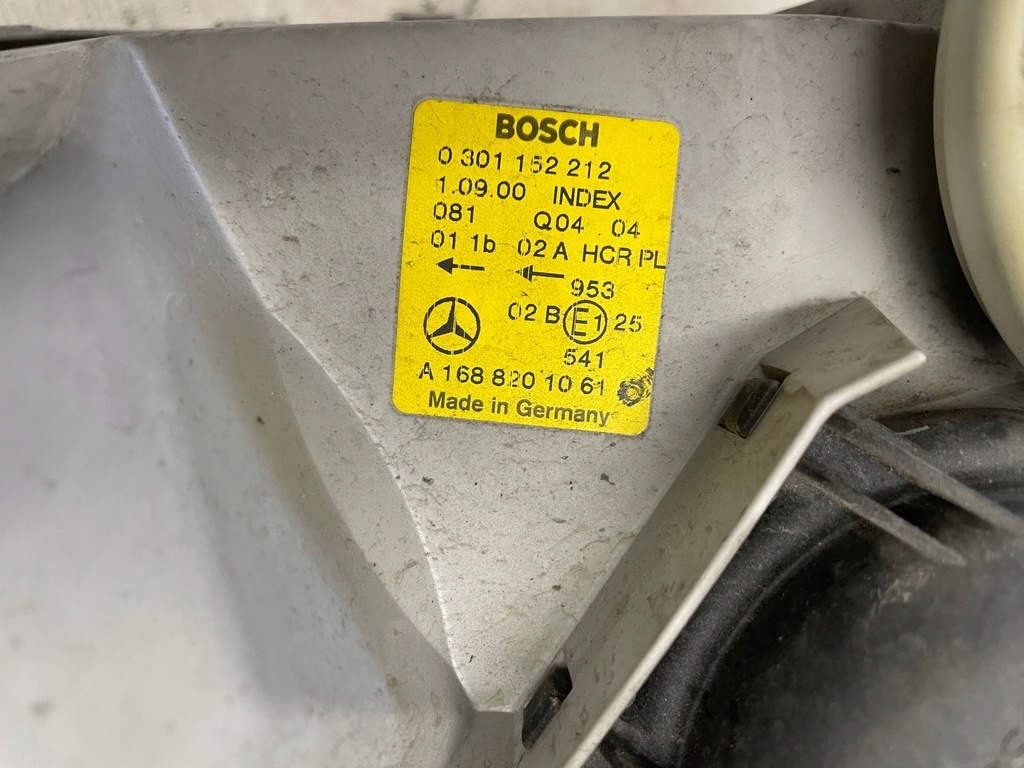 BOSCH
0 301 152 212
1.09.00 INDEX
081 Q04 04
01 1b 02 A HCR PL
953
02 B E1 25
541
A 168 820 10 61
Made in Germany